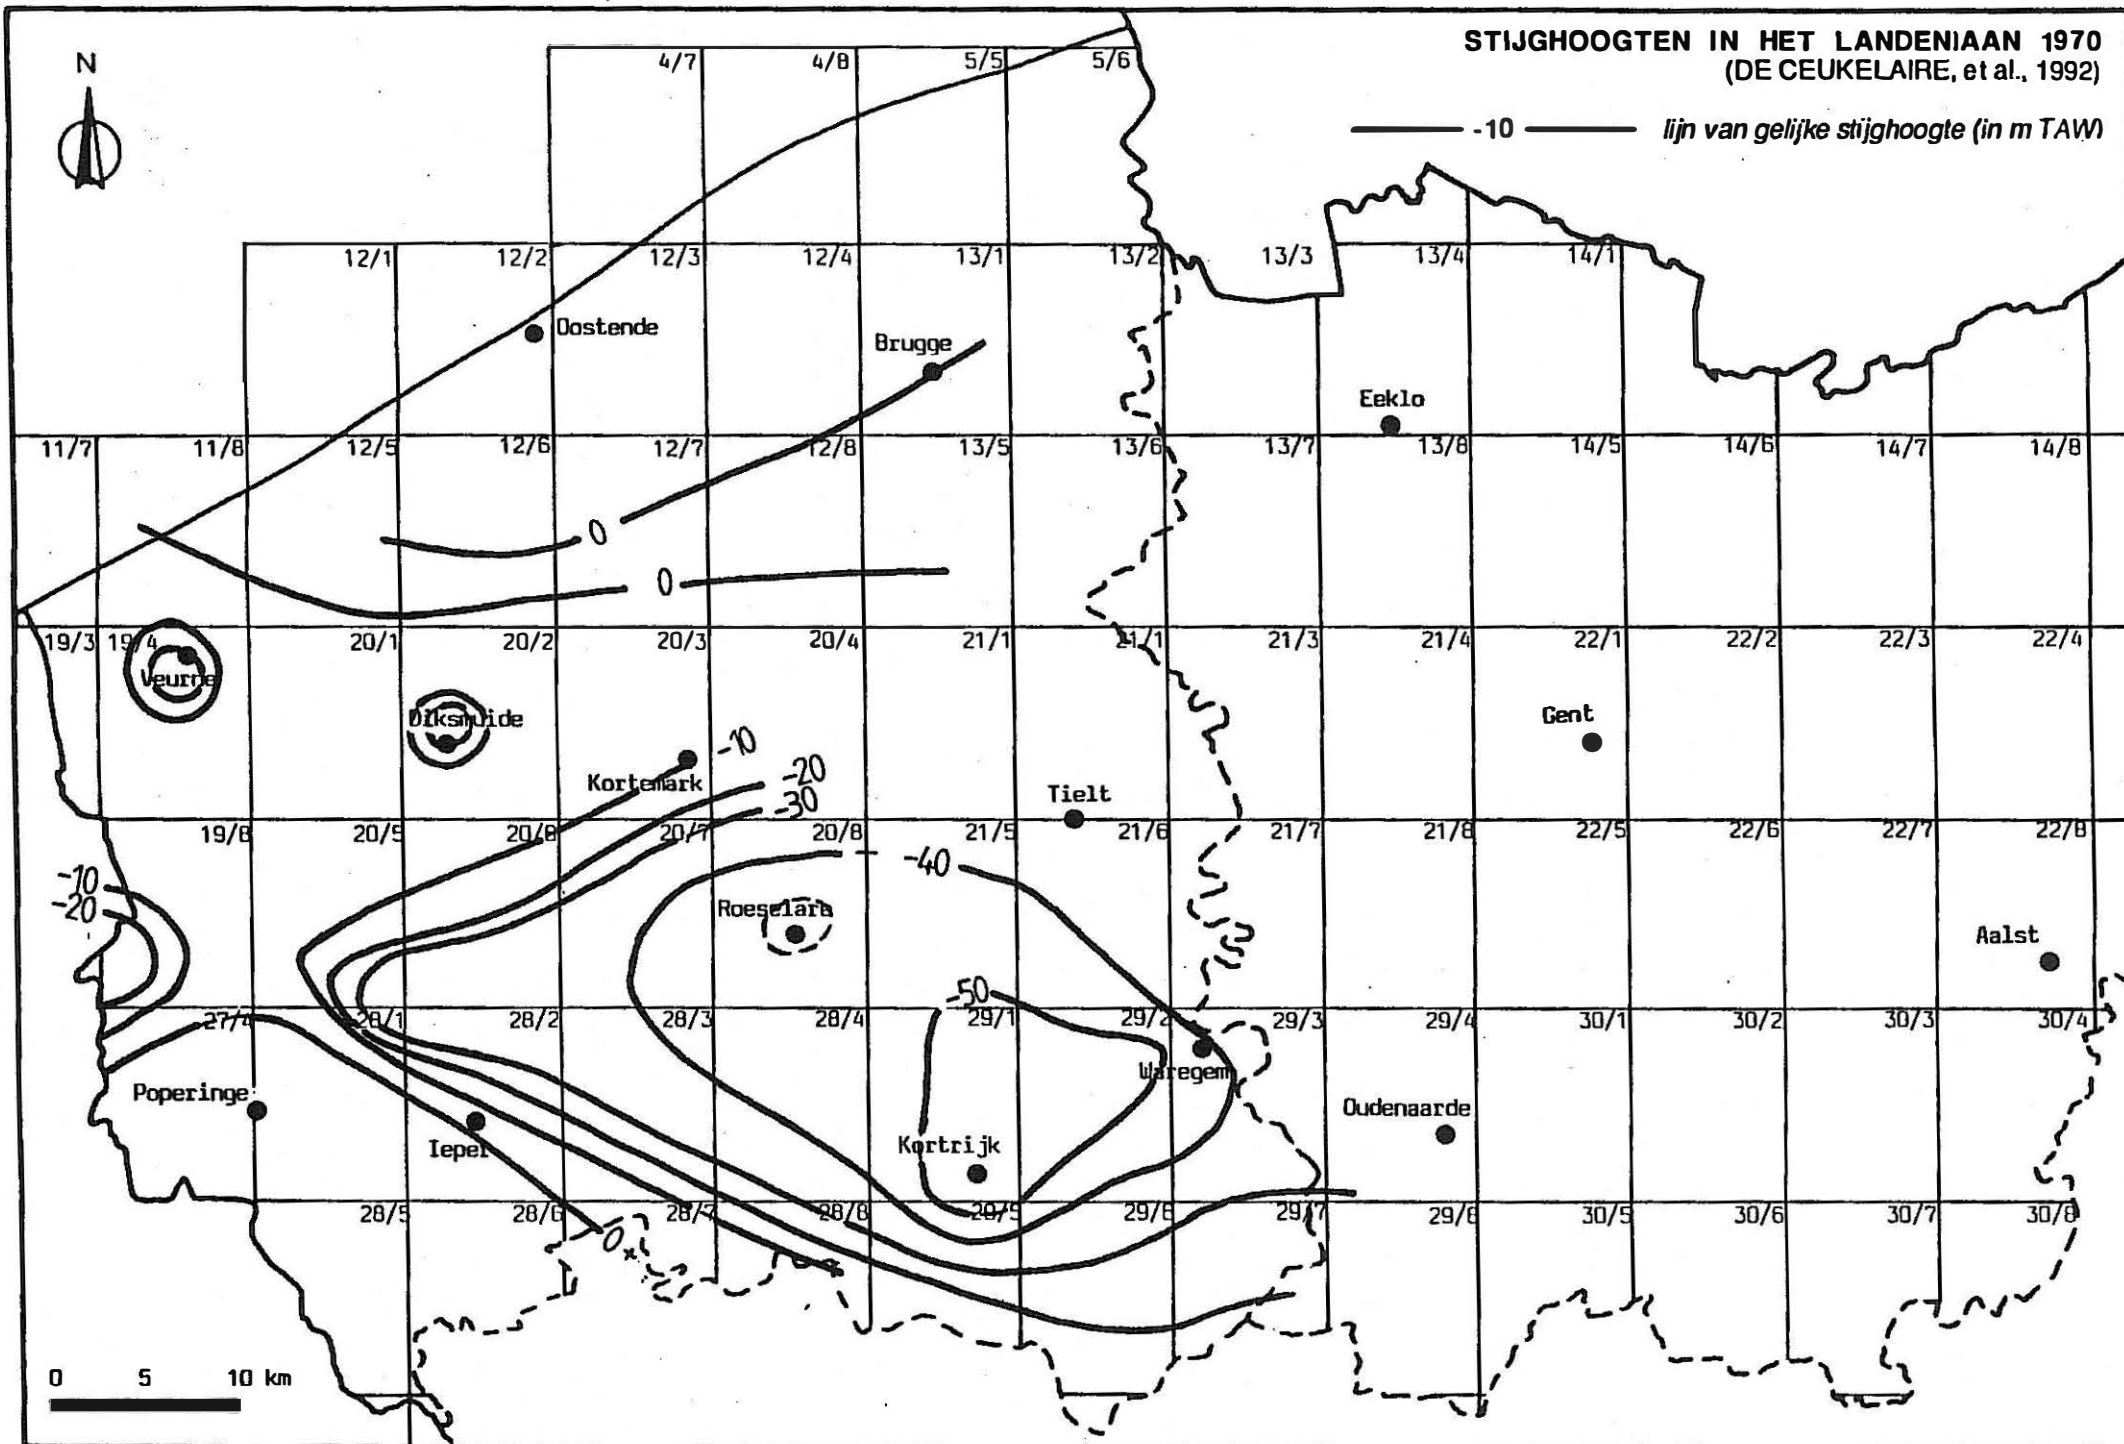 STIJGHOOGTEN IN HET LANDENIAAN 1970
(DE CEUKELAIRE, et al., 1992)
-10 lijn van gelijke stijghoogte (in m TAW)
N
4/7 4/8 5/5 5/6
12/1 12/2 12/3 12/4 13/1 13/2 13/3 13/4 14/1
Oostende
Brugge
Eeklo
11/7 11/8 12/5 12/6 12/7 12/8 13/5 13/6 13/7 13/8 14/5 14/6 14/7 14/8
0
0
19/3 19/4 20/1 20/2 20/3 20/4 21/1 21/1 21/3 21/4 22/1 22/2 22/3 22/4
Veurne
Diksmuide
Gent
-10
Kortemark
-20
-30
Tielt
19/8 20/5 20/6 20/7 20/8 21/5 21/6 21/7 21/8 22/5 22/6 22/7 22/8
-10
-20
-40
Roeselare
Aalst
-50
27/4 28/1 28/2 28/3 28/4 29/1 29/2 29/3 29/4 30/1 30/2 30/3 30/4
Waregem
Poperinge
Oudenaarde
Ieper
Kortrijk
28/5 28/6 28/7 28/8 29/5 29/6 29/7 29/8 30/5 30/6 30/7 30/8
0
x
0 5 10 km